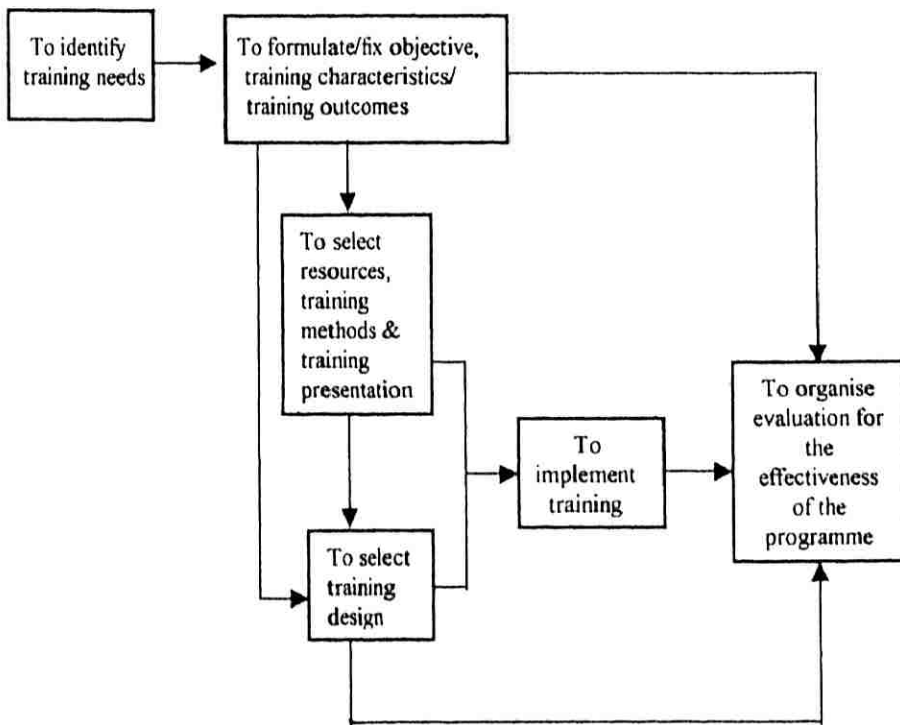 To identify
training needs
To formulate/fix objective,
training characteristics/
training outcomes
To select
resources,
training
methods &
training
presentation
To select
training
design
To
implement
training
To organise
evaluation for
the
effectiveness
of the
programme